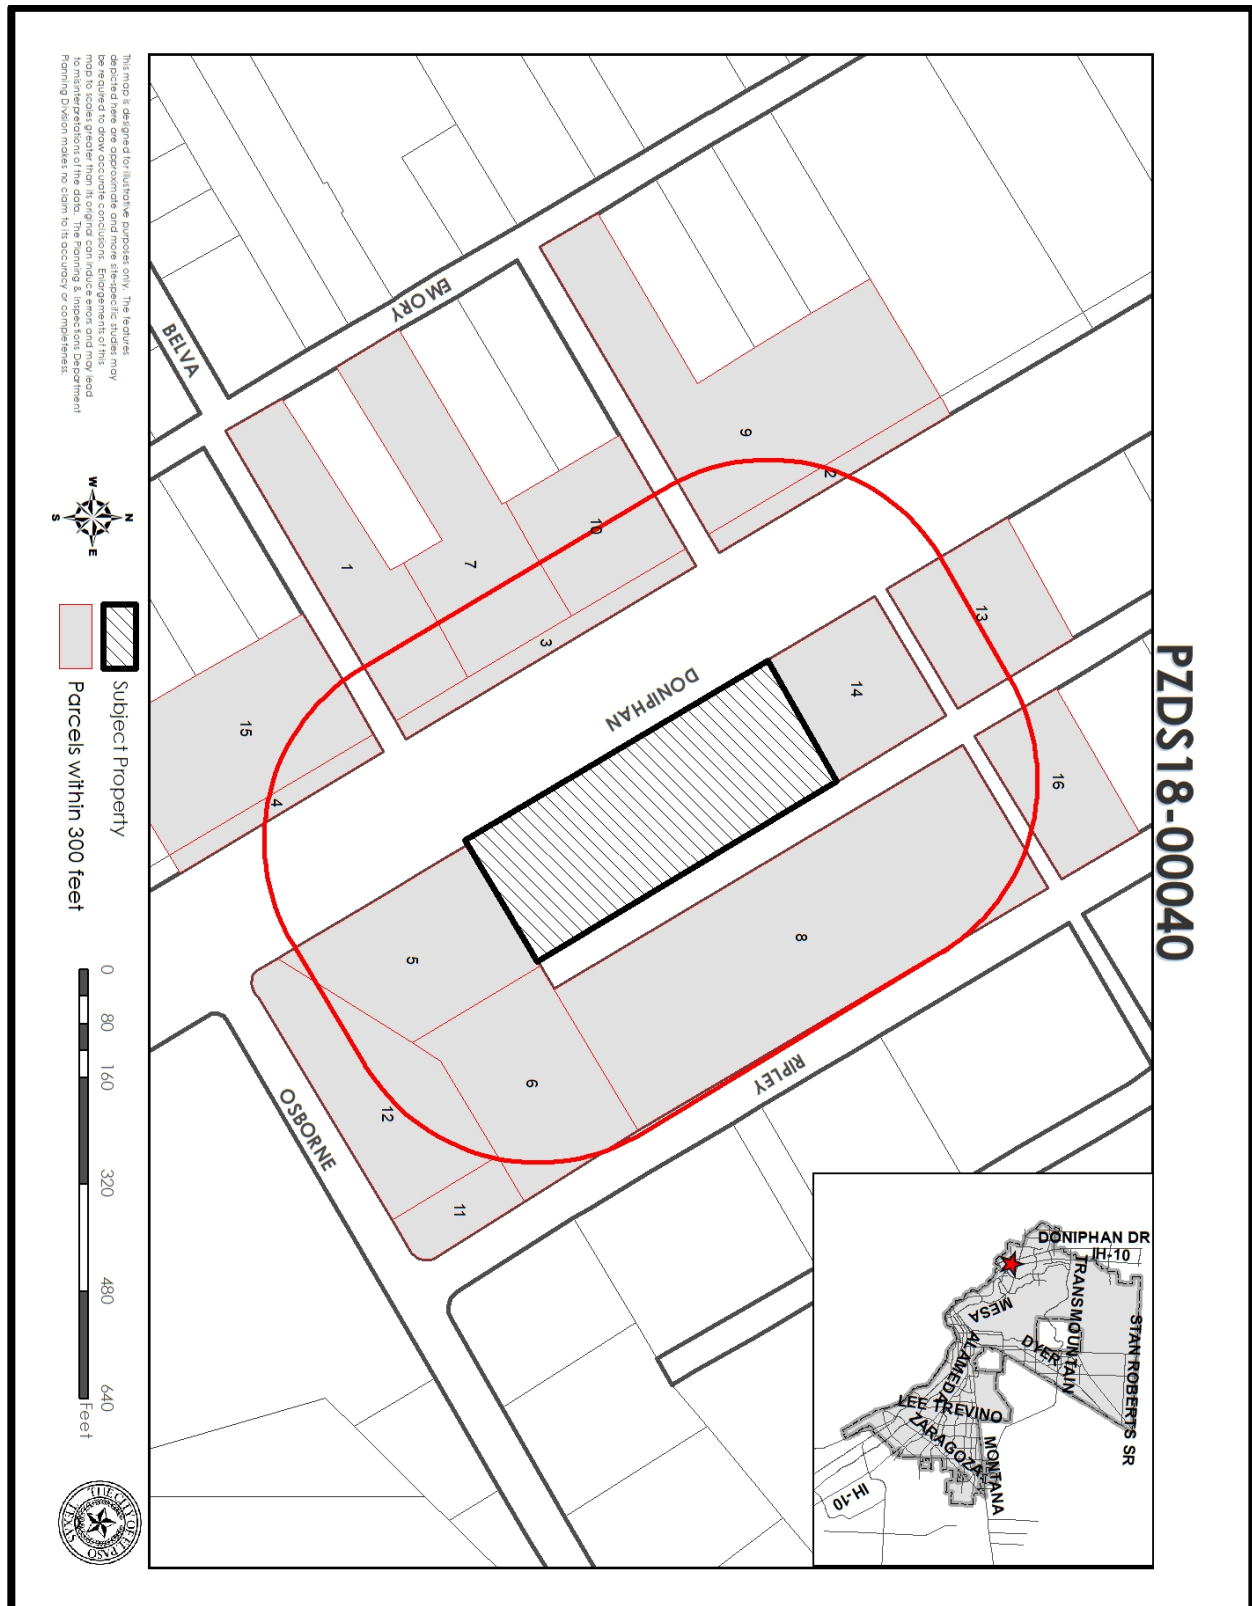 PZDS18-00040
EMORY
BELVA
DONIPHAN
RIPLEY
OSBORNE
1
2
3
4
5
6
7
8
9
10
11
12
13
14
15
16
DONIPHAN DR
IH-10
TRANSMOUNTAIN
STAN ROBERTS SR
MESA
DYER
ALAMEDA
LEE TREVINO
ZARAGOZA
MONTANA
IH-10
This map is designed for illustrative purposes only. The features
depicted here are approximate and more site-specific studies may
be required to draw accurate conclusions. Enlargements of this
map to scales greater than its original can induce errors and may lead
to misinterpretations of the data. The Planning & Inspections Department
Planning Division makes no claim to its accuracy or completeness.
N
W
E
S
Subject Property
Parcels within 300 feet
0 80 160 320 480 640
Feet
THE CITY OF EL PASO
TEXAS